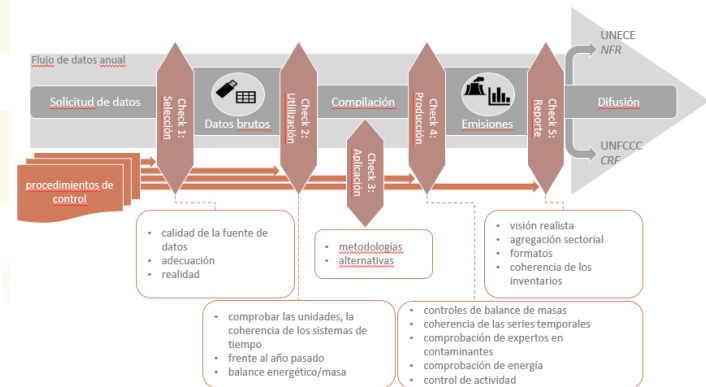 Flujo de datos anual
UNECE
NFR
Solicitud de datos
Check 1:
Selección
Datos brutos
Check 2:
Utilización
Compilación
Check 3:
Aplicación
Check 4:
Producción
Emisiones
Check 5:
Reporte
Difusión
UNFCCC
CRF
procedimientos de
control
• calidad de la fuente de
datos
• adecuación
• realidad
• metodologías
• alternativas
• visión realista
• agregación sectorial
• formatos
• coherencia de los
inventarios
• comprobar las unidades, la
coherencia de los sistemas de
tiempo
• frente al año pasado
• balance energético/masa
• controles de balance de masas
• coherencia de las series temporales
• comprobación de expertos en
contaminantes
• comprobación de energía
• control de actividad